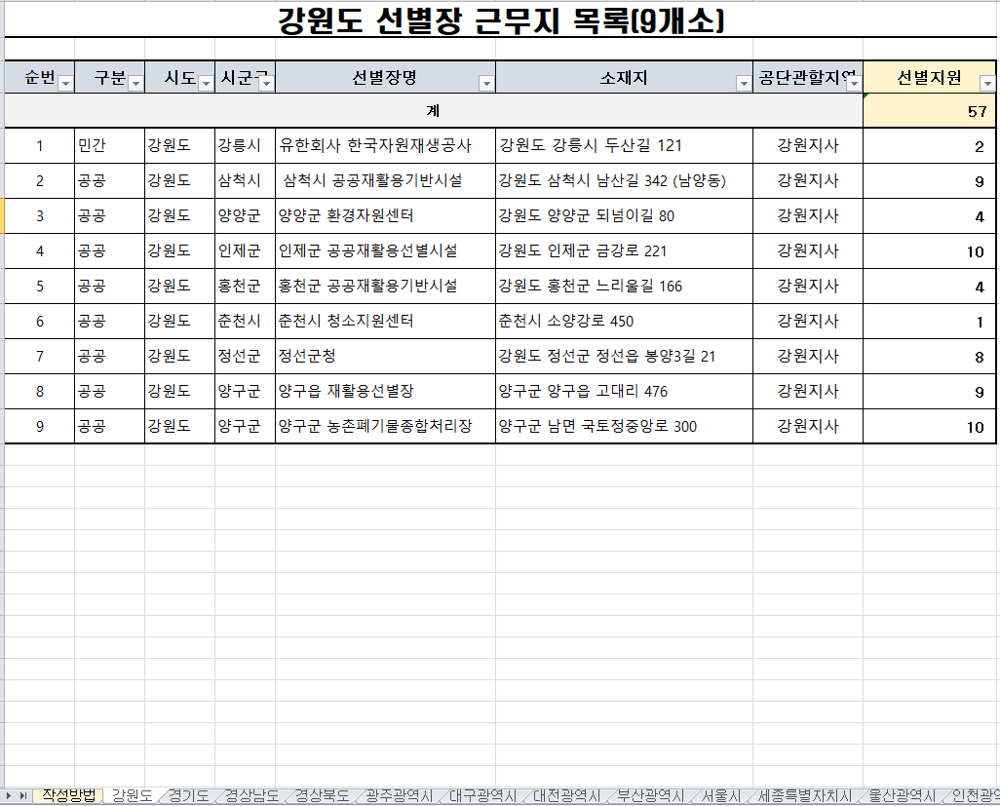 강원도 선별장 근무지 목록(9개소)
순번 구분 시도 시군구 선별장명 소재지 공단관할지역 선별지원
계 57
1 민간 강원도 강릉시 유한회사 한국자원재생공사 강원도 강릉시 두산길 121 강원지사 2
2 공공 강원도 삼척시 삼척시 공공재활용기반시설 강원도 삼척시 남산길 342 (남양동) 강원지사 9
3 공공 강원도 양양군 양양군 환경자원센터 강원도 양양군 되넘이길 80 강원지사 4
4 공공 강원도 인제군 인제군 공공재활용선별시설 강원도 인제군 금강로 221 강원지사 10
5 공공 강원도 홍천군 홍천군 공공재활용기반시설 강원도 홍천군 느리울길 166 강원지사 4
6 공공 강원도 춘천시 춘천시 청소지원센터 춘천시 소양강로 450 강원지사 1
7 공공 강원도 정선군 정선군청 강원도 정선군 정선읍 봉양3길 21 강원지사 8
8 공공 강원도 양구군 양구읍 재활용선별장 양구군 양구읍 고대리 476 강원지사 9
9 공공 강원도 양구군 양구군 농촌폐기물종합처리장 양구군 남면 국토정중앙로 300 강원지사 10
작성방법 강원도 경기도 경상남도 경상북도 광주광역시 대구광역시 대전광역시 부산광역시 서울시 세종특별자치시 울산광역시 인천광역